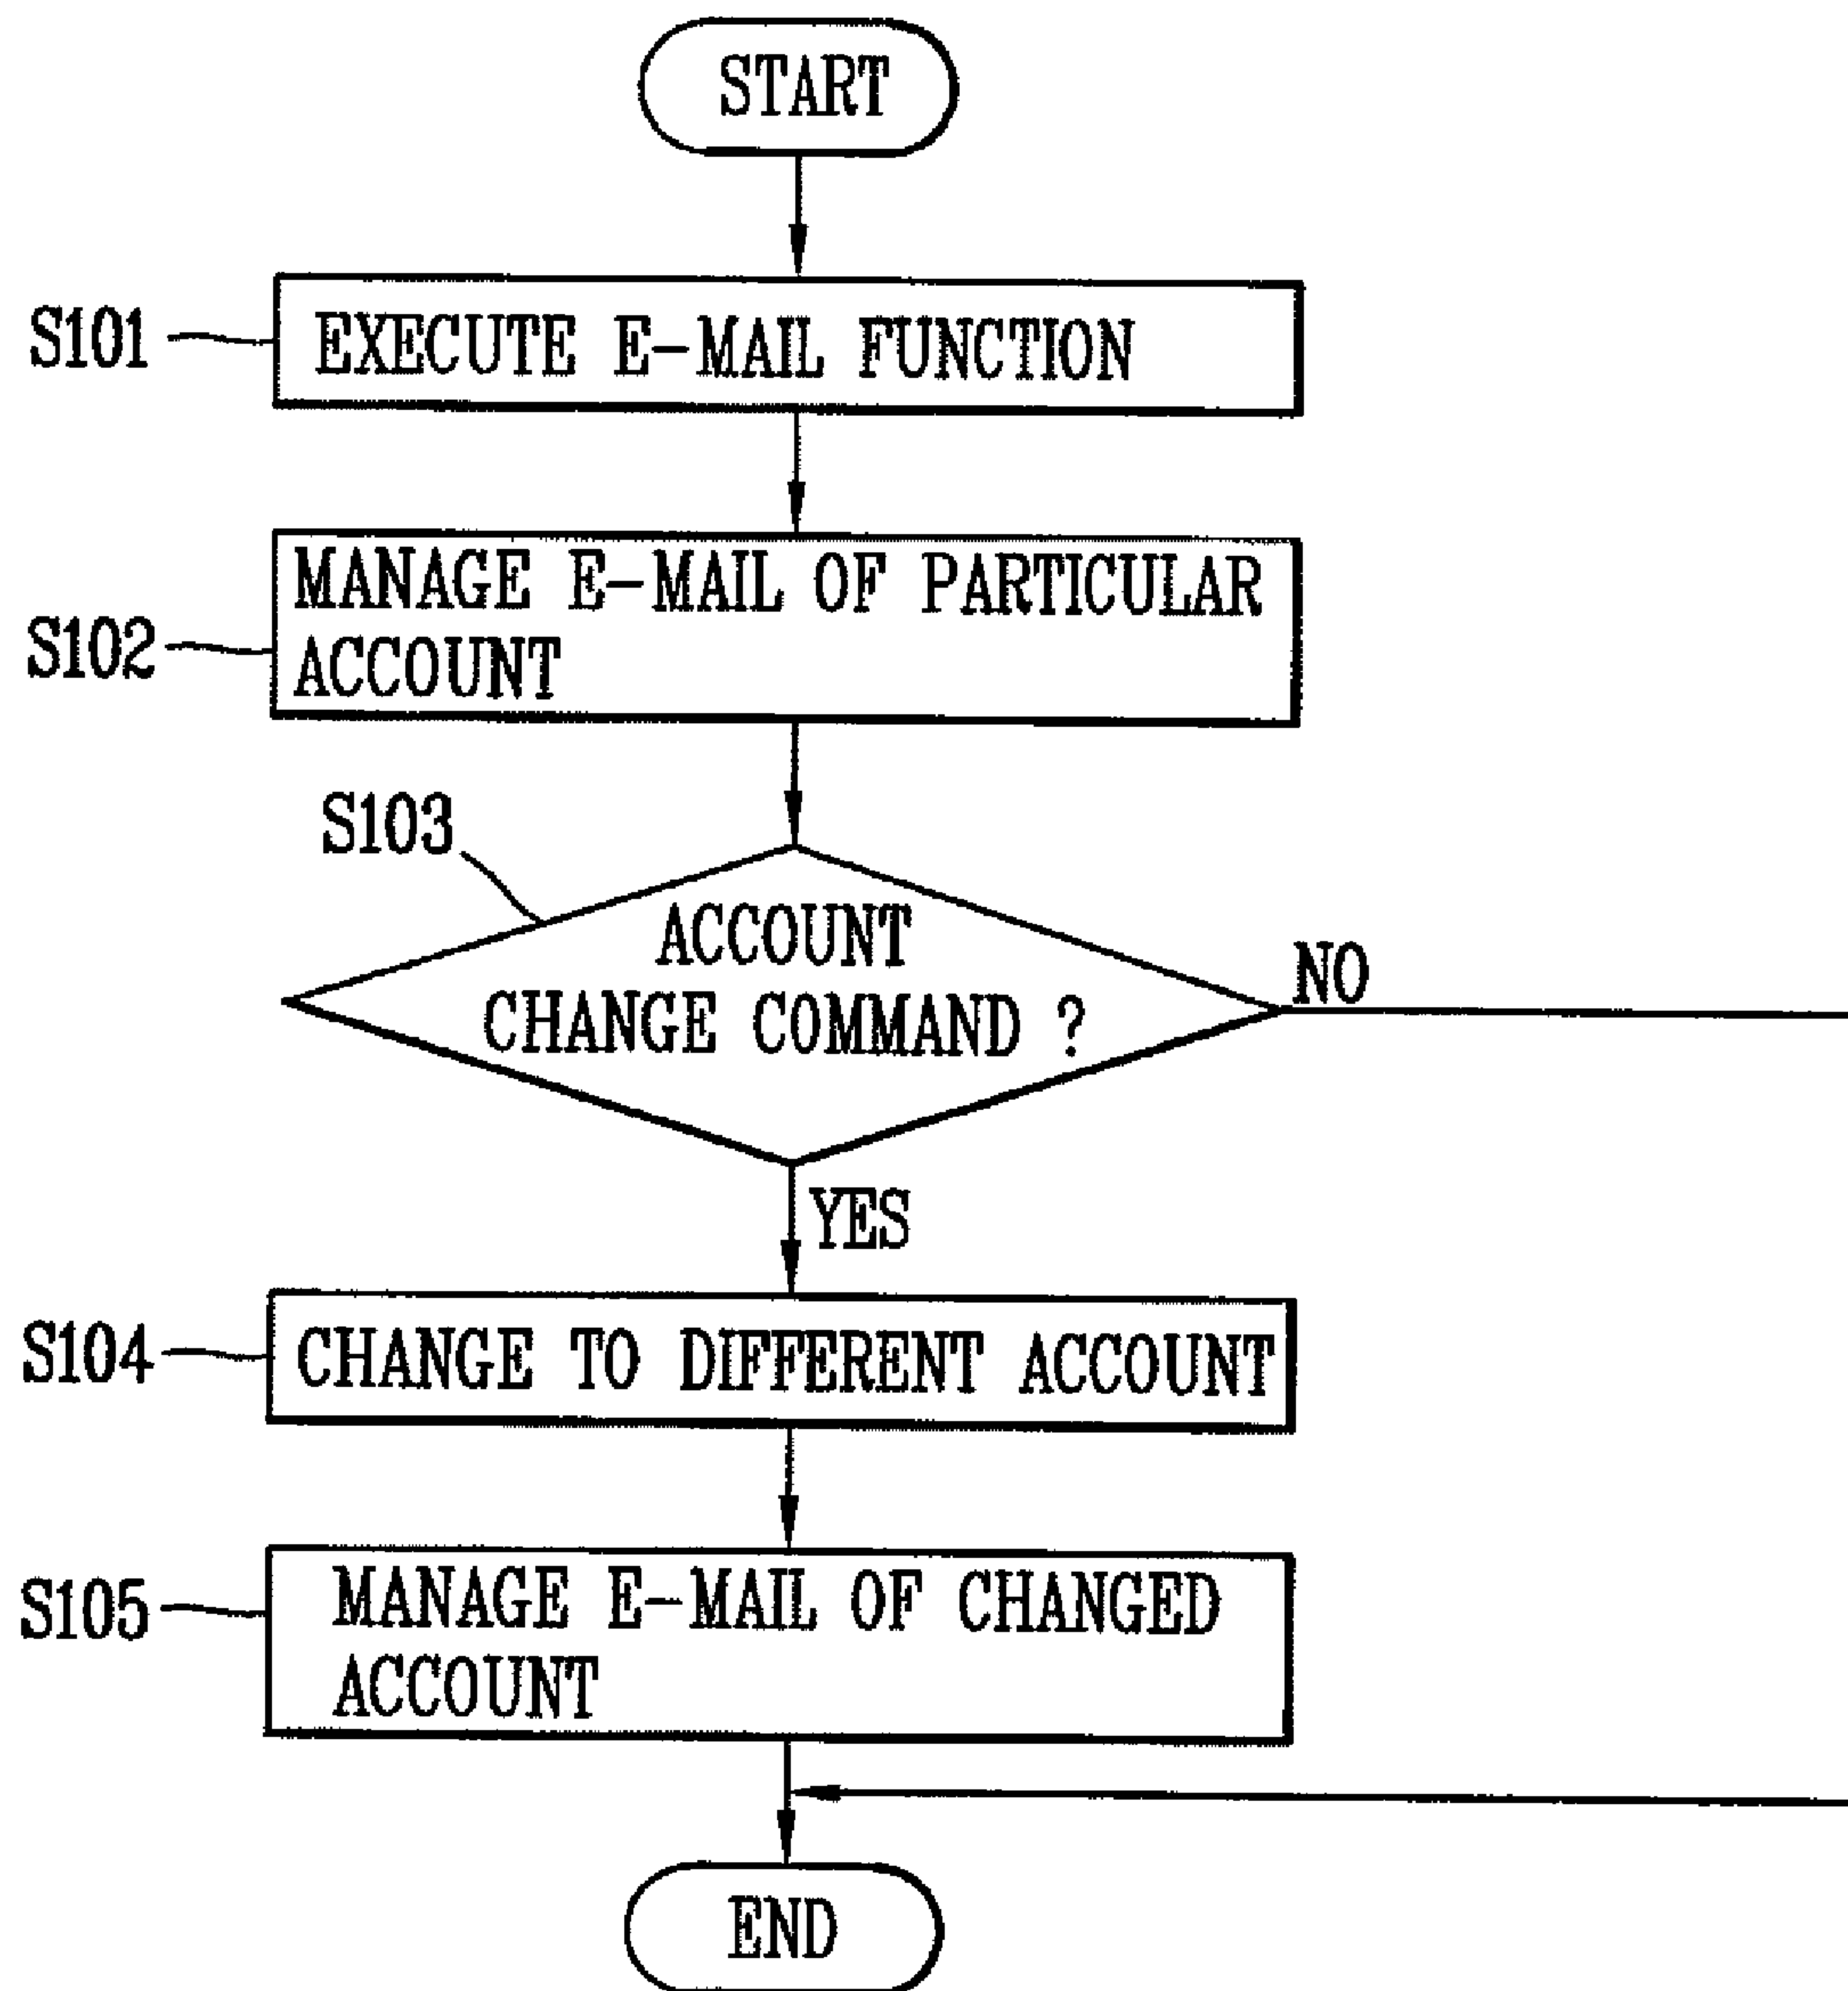 START
S101
EXECUTE E-MAIL FUNCTION
S102
MANAGE E-MAIL OF PARTICULAR
ACCOUNT
S103
ACCOUNT
CHANGE COMMAND ?
NO
YES
S104
CHANGE TO DIFFERENT ACCOUNT
S105
MANAGE E-MAIL OF CHANGED
ACCOUNT
END